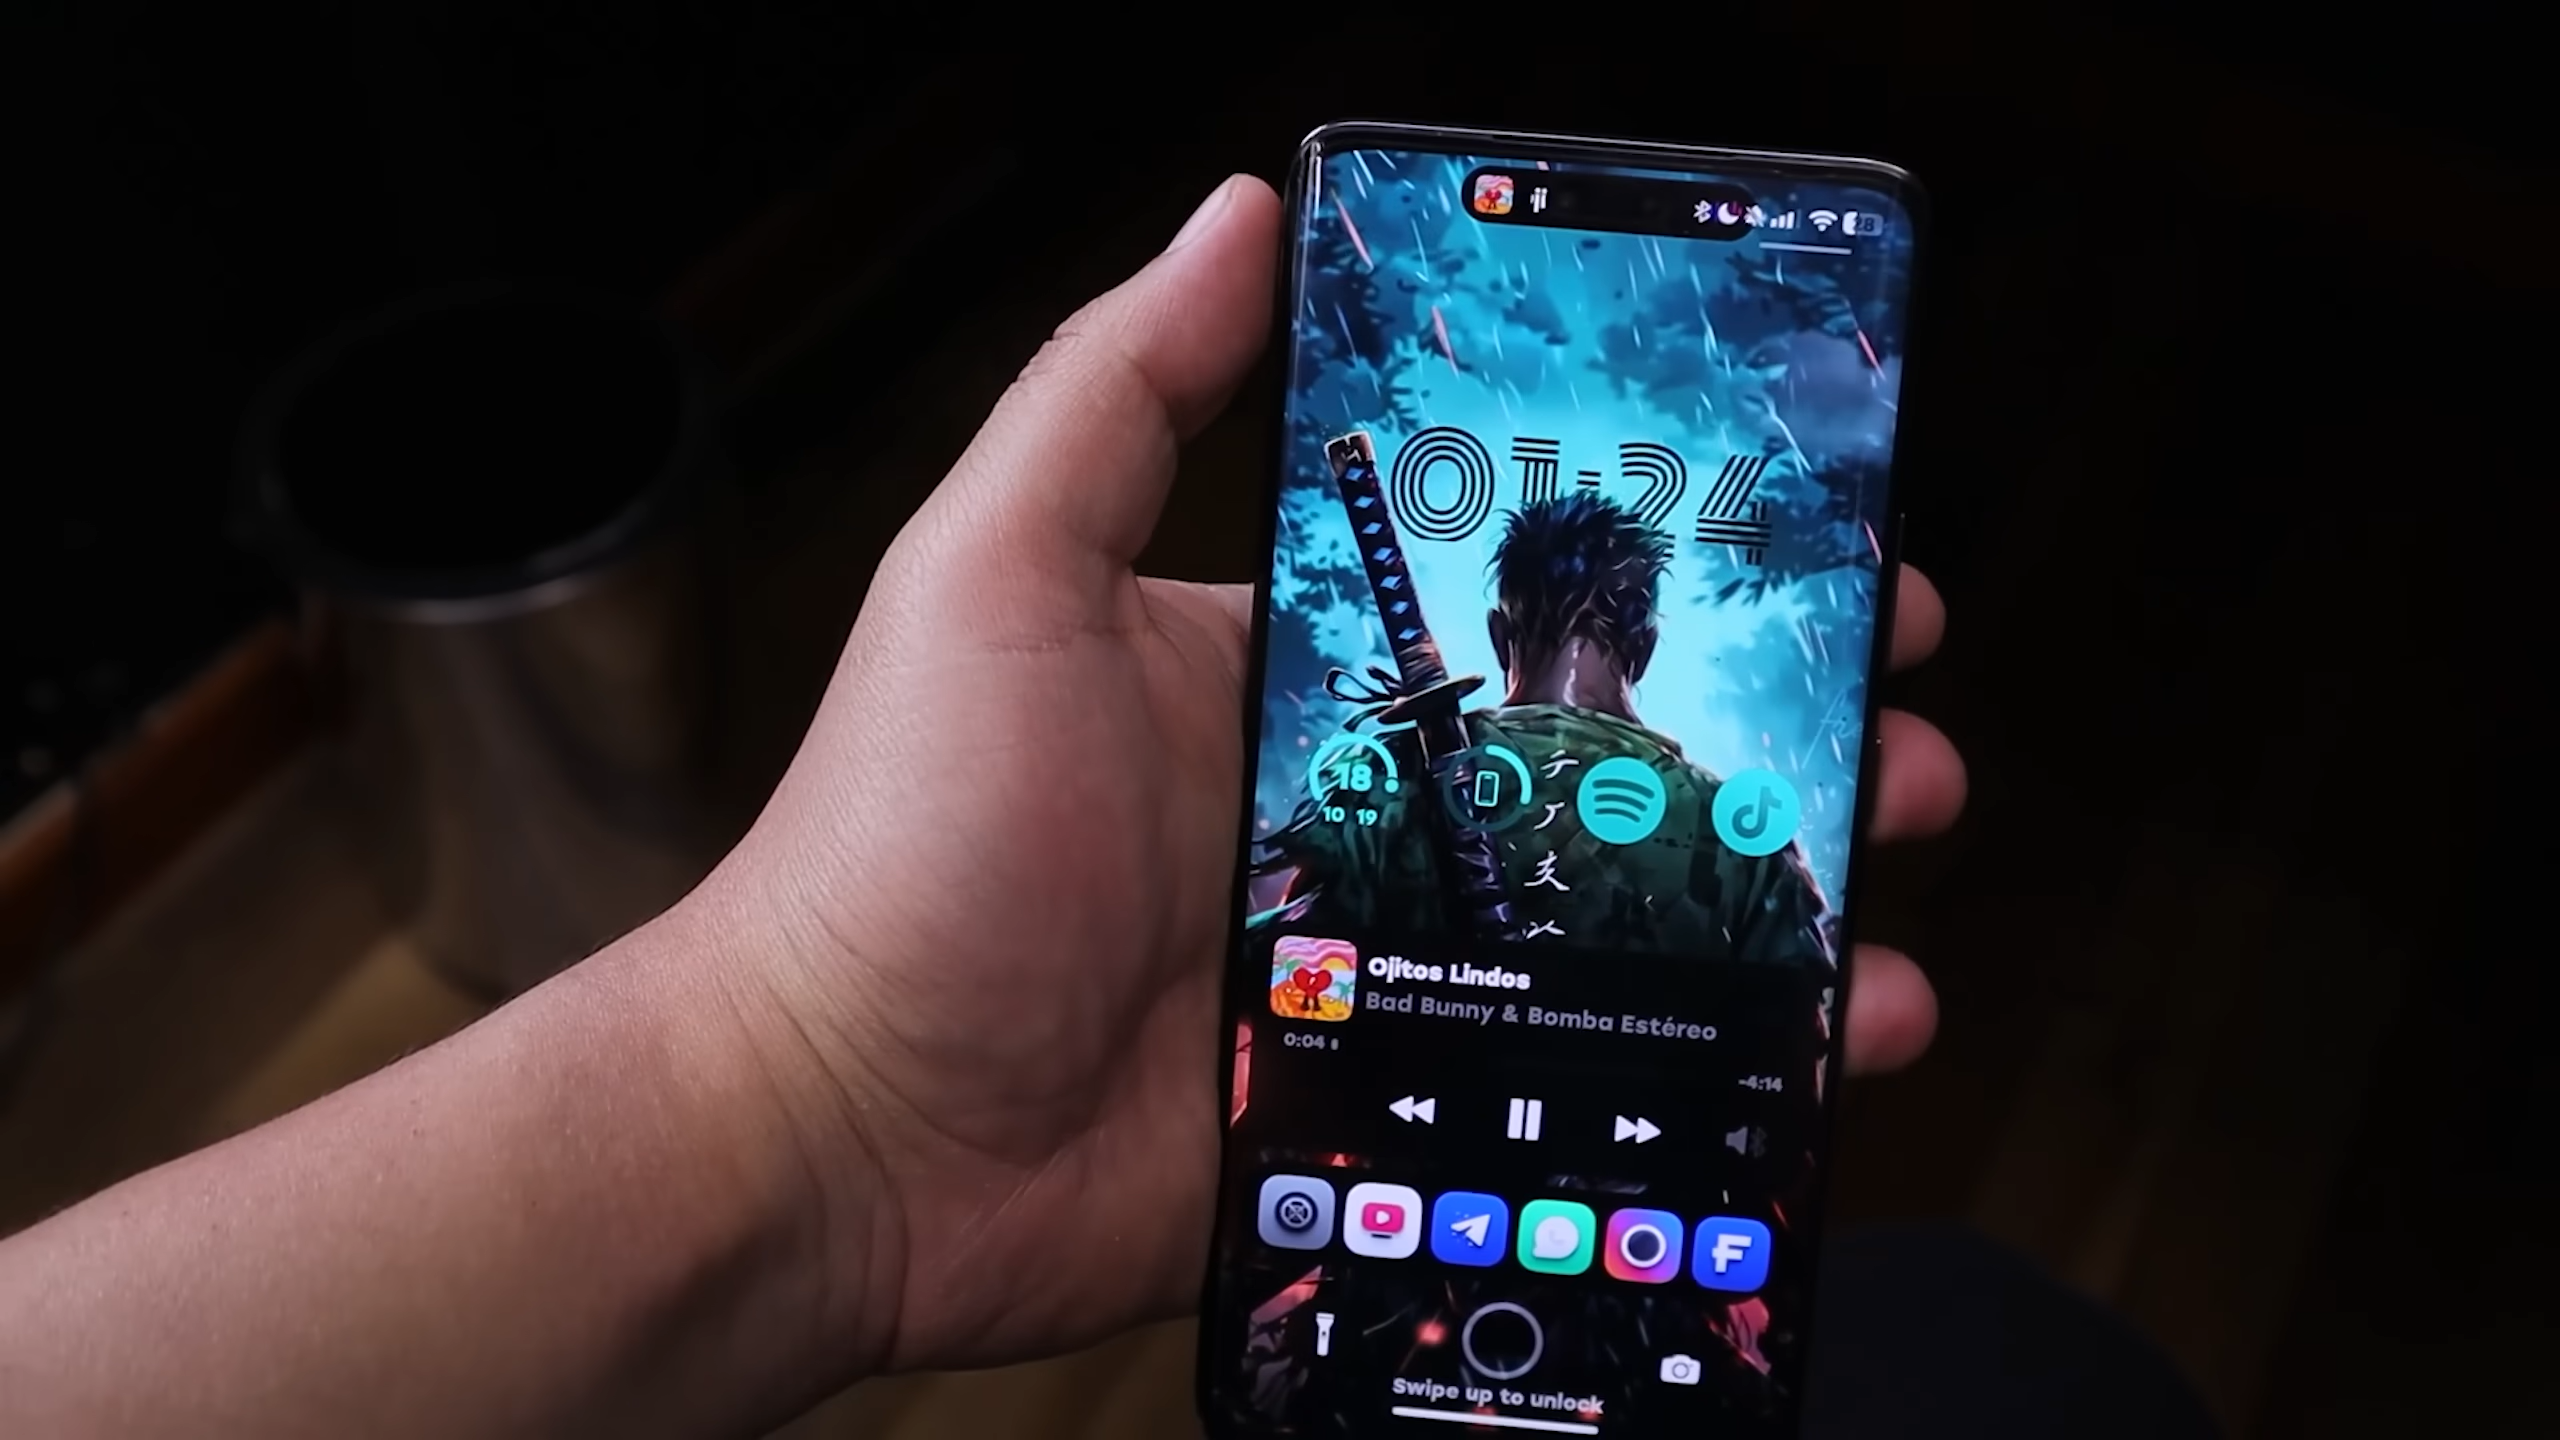 28
01:24
18
10 19
Ojitos Lindos
Bad Bunny & Bomba Estéreo
0:04
-4:14
F
Swipe up to unlock